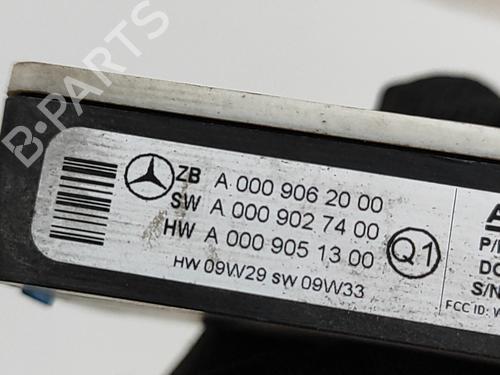 B-PARTS
ZB A 000 906 20 00
SW A 000 902 74 00
HW A 000 905 13 00
Q1
HW 09W29 SW 09W33
S/N
FCC ID: